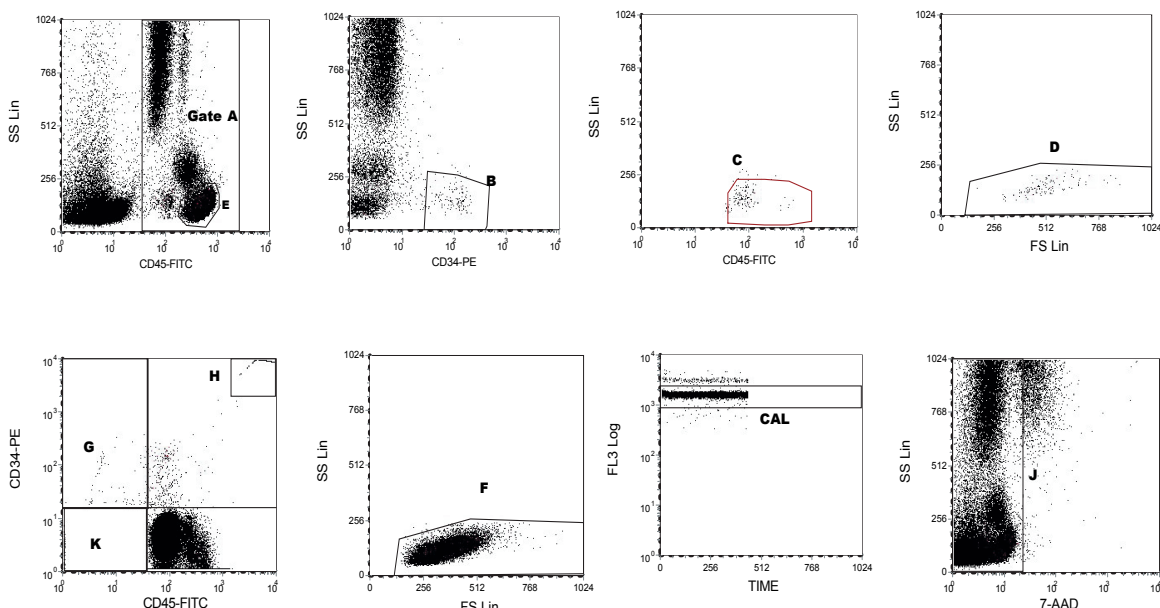 1024
768
512
256
0
SS Lin
Gate A
E
10^0 10^1 10^2 10^3 10^4
CD45-FITC
1024
768
512
256
0
SS Lin
B
10^0 10^1 10^2 10^3 10^4
CD34-PE
1024
768
512
256
0
SS Lin
C
10^0 10^1 10^2 10^3 10^4
CD45-FITC
1024
768
512
256
0
SS Lin
D
0 256 512 768 1024
FS Lin
10^4
10^3
10^2
10^1
10^0
CD34-PE
H
G
K
10^0 10^1 10^2 10^3 10^4
CD45-FITC
1024
768
512
256
0
SS Lin
F
0 256 512 768 1024
FS Lin
10^4
10^3
10^2
10^1
10^0
FL3 Log
CAL
0 256 512 768 1024
TIME
1024
768
512
256
0
SS Lin
J
10^0 10^1 10^2 10^3 10^4
7-AAD